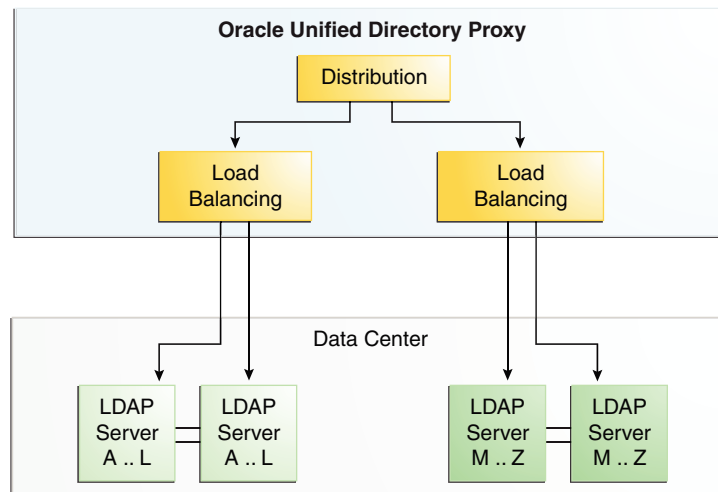 Oracle Unified Directory Proxy
Distribution
Load
Balancing
Load
Balancing
Data Center
LDAP
Server
A .. L
LDAP
Server
A .. L
LDAP
Server
M .. Z
LDAP
Server
M .. Z